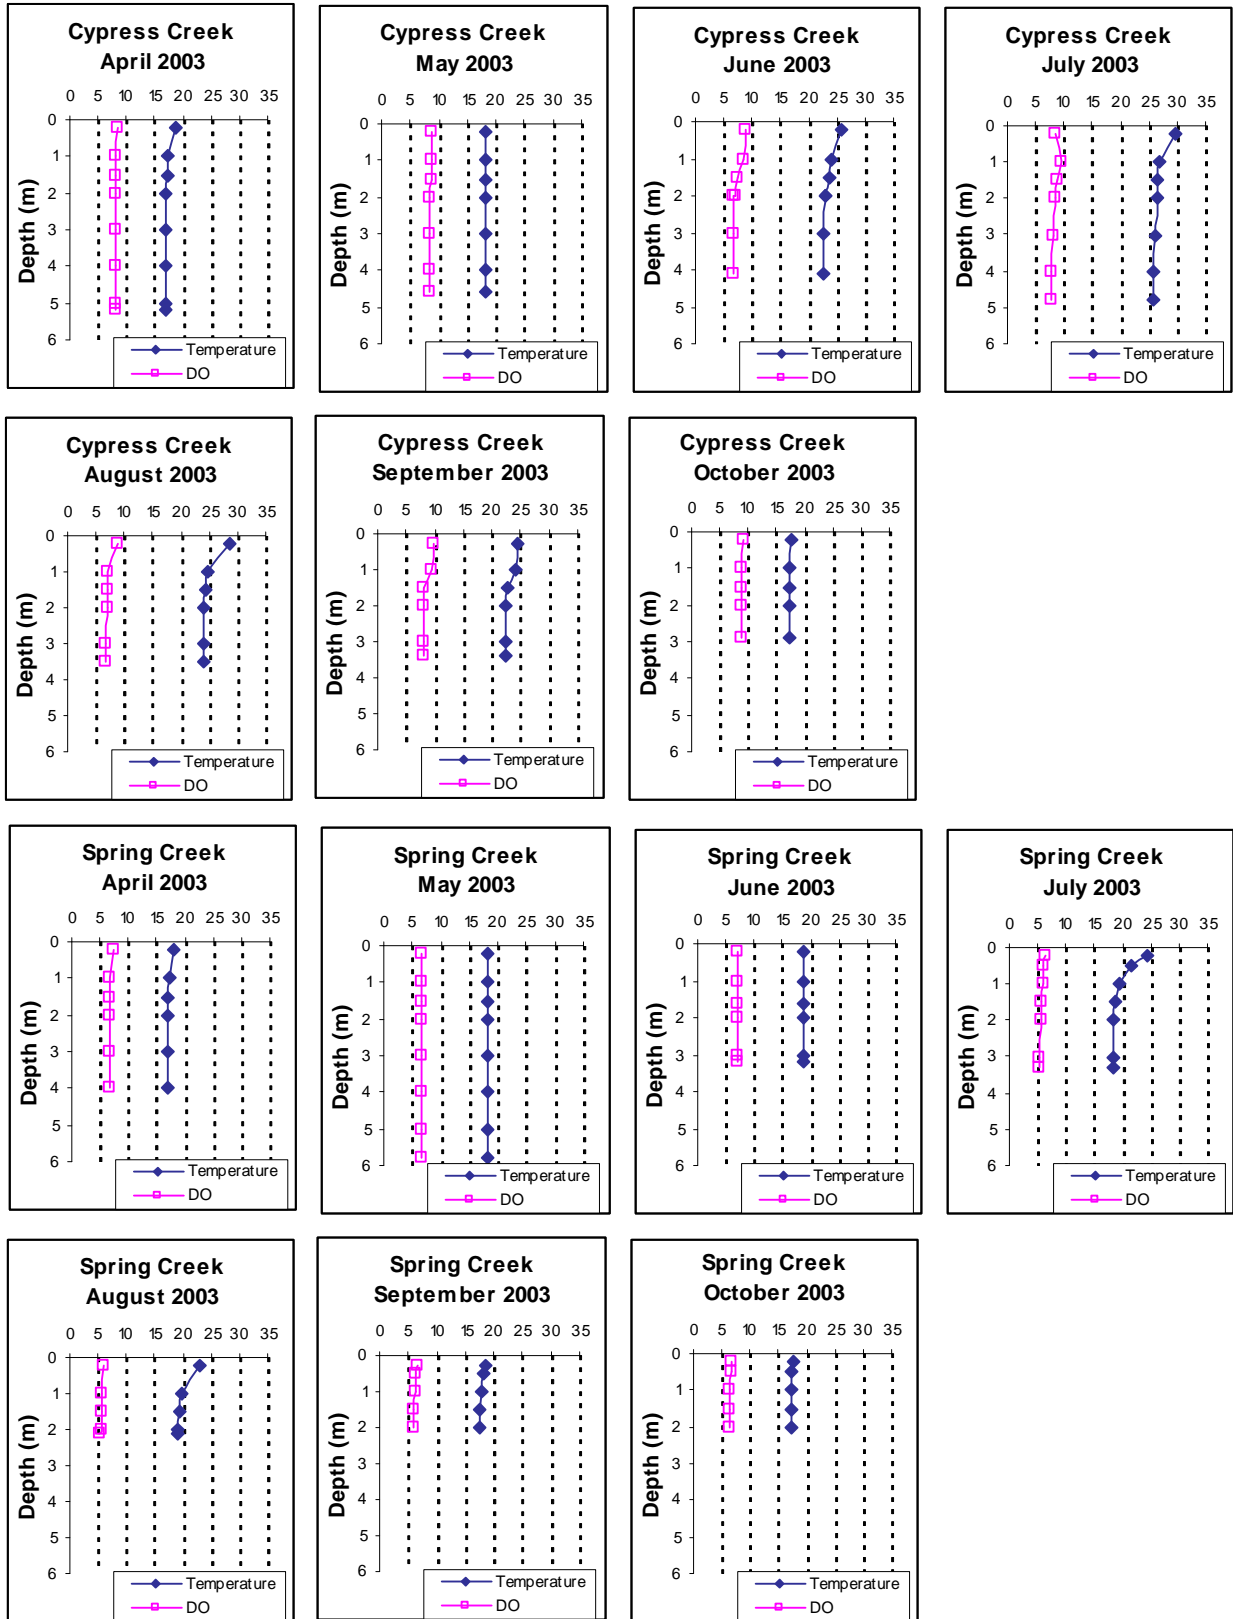 Cypress Creek
April 2003
0 5 10 15 20 25 30 35
0
1
2
3
4
5
6
Depth (m)
Temperature
DO
Cypress Creek
May 2003
0 5 10 15 20 25 30 35
0
1
2
3
4
5
6
Depth (m)
Temperature
DO
Cypress Creek
June 2003
0 5 10 15 20 25 30 35
0
1
2
3
4
5
6
Depth (m)
Temperature
DO
Cypress Creek
July 2003
0 5 10 15 20 25 30 35
0
1
2
3
4
5
6
Depth (m)
Temperature
DO
Cypress Creek
August 2003
0 5 10 15 20 25 30 35
0
1
2
3
4
5
6
Depth (m)
Temperature
DO
Cypress Creek
September 2003
0 5 10 15 20 25 30 35
0
1
2
3
4
5
6
Depth (m)
Temperature
DO
Cypress Creek
October 2003
0 5 10 15 20 25 30 35
0
1
2
3
4
5
6
Depth (m)
Temperature
DO
Spring Creek
April 2003
0 5 10 15 20 25 30 35
0
1
2
3
4
5
6
Depth (m)
Temperature
DO
Spring Creek
May 2003
0 5 10 15 20 25 30 35
0
1
2
3
4
5
6
Depth (m)
Temperature
DO
Spring Creek
June 2003
0 5 10 15 20 25 30 35
0
1
2
3
4
5
6
Depth (m)
Temperature
DO
Spring Creek
July 2003
0 5 10 15 20 25 30 35
0
1
2
3
4
5
6
Depth (m)
Temperature
DO
Spring Creek
August 2003
0 5 10 15 20 25 30 35
0
1
2
3
4
5
6
Depth (m)
Temperature
DO
Spring Creek
September 2003
0 5 10 15 20 25 30 35
0
1
2
3
4
5
6
Depth (m)
Temperature
DO
Spring Creek
October 2003
0 5 10 15 20 25 30 35
0
1
2
3
4
5
6
Depth (m)
Temperature
DO